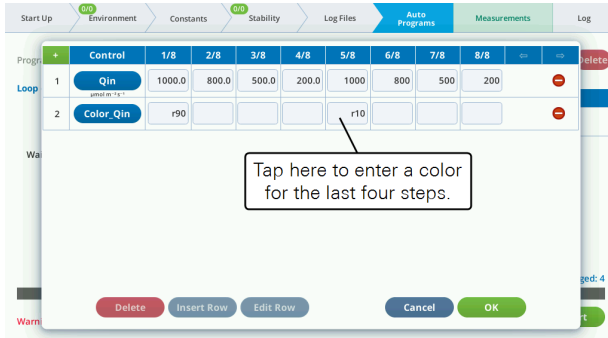 0/0 0/0
Start Up Environment Constants Stability Log Files Auto Programs Measurements Log
+ Control 1/8 2/8 3/8 4/8 5/8 6/8 7/8 8/8 ⇦ ⇨
Delete
1 Qin 1000.0 800.0 500.0 200.0 1000 800 500 200
Loop
µmol m⁻² s⁻¹
2 Color_Qin r90 r10
Tap here to enter a color
for the last four steps.
Delete Insert Row Edit Row Cancel OK